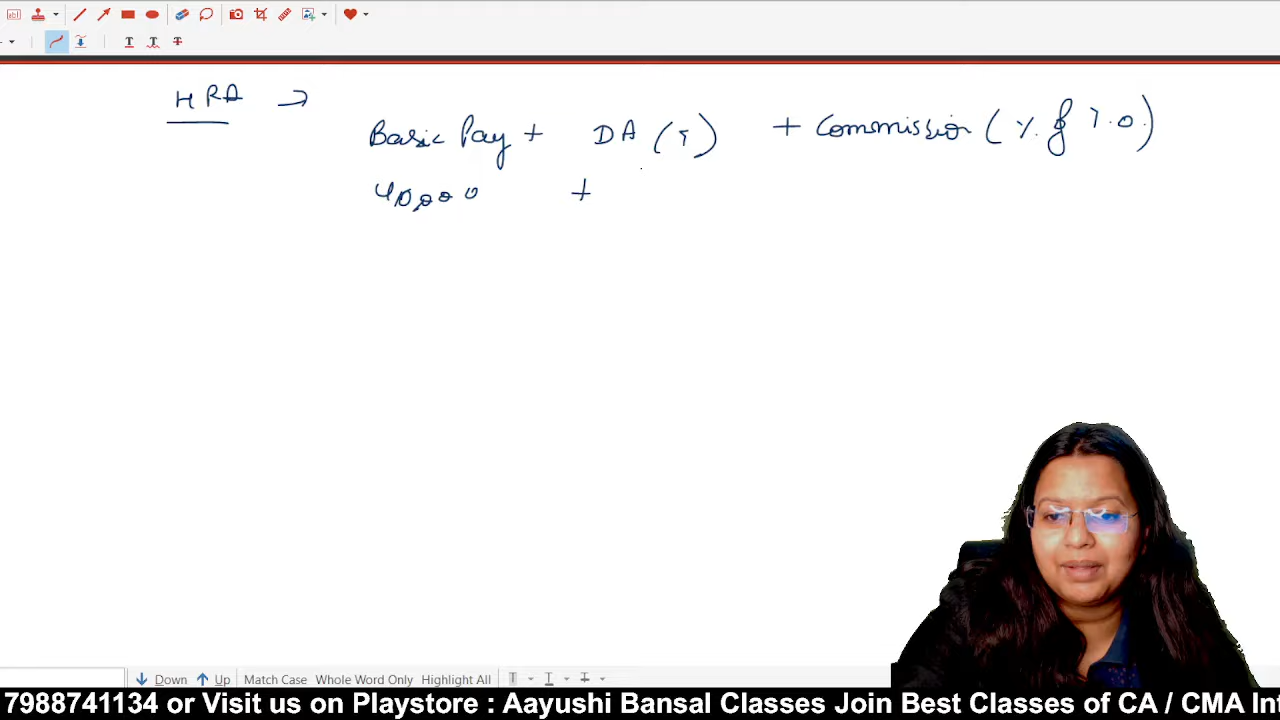 HRA →
Basic Pay + DA (T) + Commission (% of T.O.)
40,000 +
Down Up Match Case Whole Word Only Highlight All
7988741134 or Visit us on Playstore : Aayushi Bansal Classes Join Best Classes of CA / CMA In